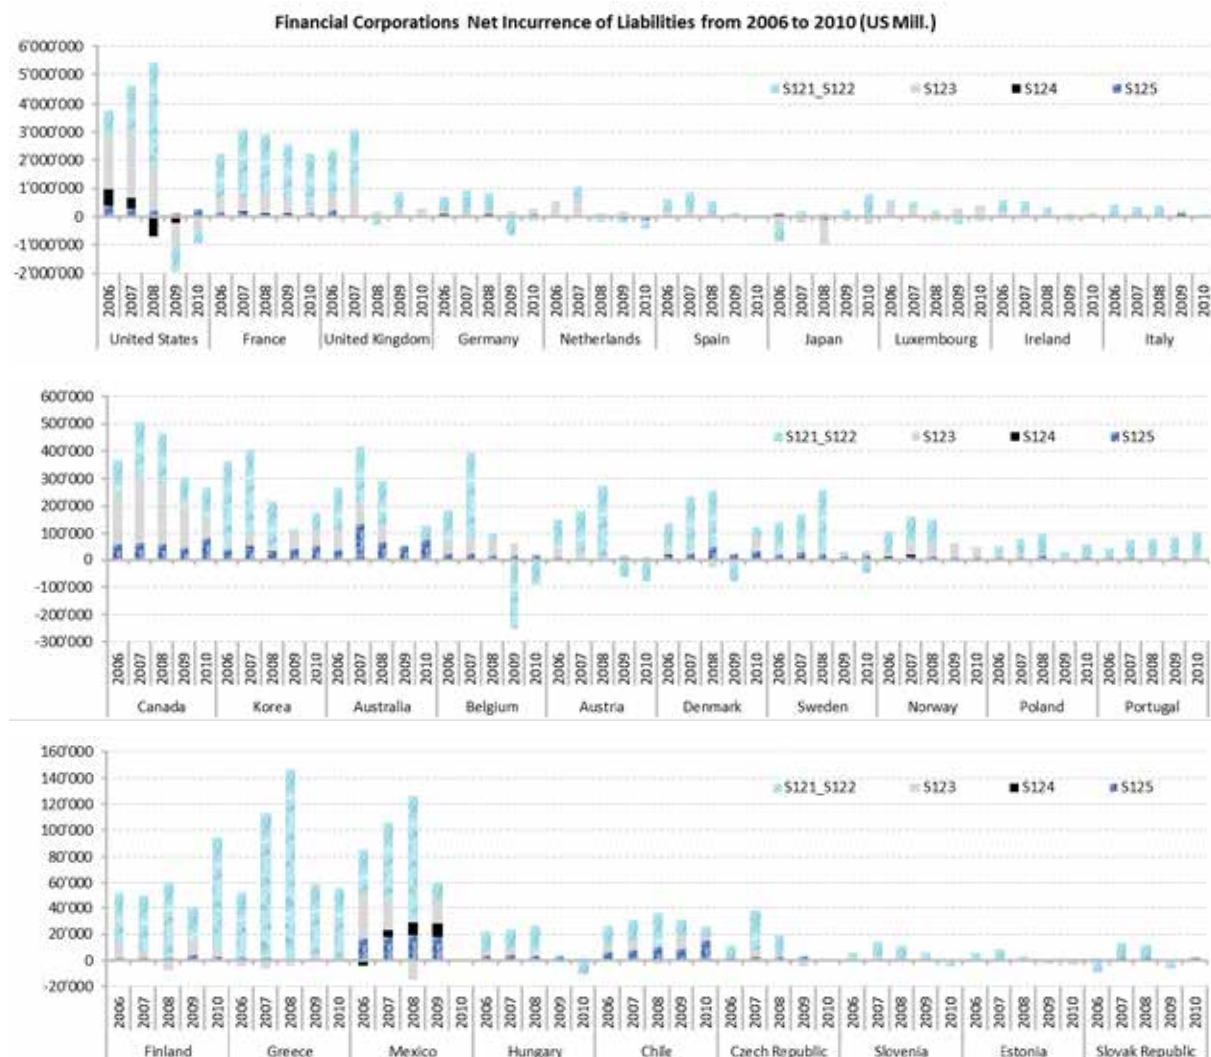 Financial Corporations Net Incurrence of Liabilities from 2006 to 2010 (US Mill.)
6'000'000
5'000'000
4'000'000
3'000'000
2'000'000
1'000'000
0
-1'000'000
-2'000'000
S121_S122 S123 S124 S125
2006 2007 2008 2009 2010 2006 2007 2008 2009 2010 2006 2007 2008 2009 2010 2006 2007 2008 2009 2010 2006 2007 2008 2009 2010 2006 2007 2008 2009 2010 2006 2007 2008 2009 2010 2006 2007 2008 2009 2010 2006 2007 2008 2009 2010 2006 2007 2008 2009 2010
United States France United Kingdom Germany Netherlands Spain Japan Luxembourg Ireland Italy
600'000
500'000
400'000
300'000
200'000
100'000
0
-100'000
-200'000
-300'000
S121_S122 S123 S124 S125
2006 2007 2008 2009 2010 2006 2007 2008 2009 2010 2006 2007 2008 2009 2010 2006 2007 2008 2009 2010 2006 2007 2008 2009 2010 2006 2007 2008 2009 2010 2006 2007 2008 2009 2010 2006 2007 2008 2009 2010 2006 2007 2008 2009 2010 2006 2007 2008 2009 2010
Canada Korea Australia Belgium Austria Denmark Sweden Norway Poland Portugal
160'000
140'000
120'000
100'000
80'000
60'000
40'000
20'000
0
-20'000
S121_S122 S123 S124 S125
2006 2007 2008 2009 2010 2006 2007 2008 2009 2010 2006 2007 2008 2009 2010 2006 2007 2008 2009 2010 2006 2007 2008 2009 2010 2006 2007 2008 2009 2010 2006 2007 2008 2009 2010 2006 2007 2008 2009 2010 2006 2007 2008 2009 2010
Finland Greece Mexico Hungary Chile Czech Republic Slovenia Estonia Slovak Republic